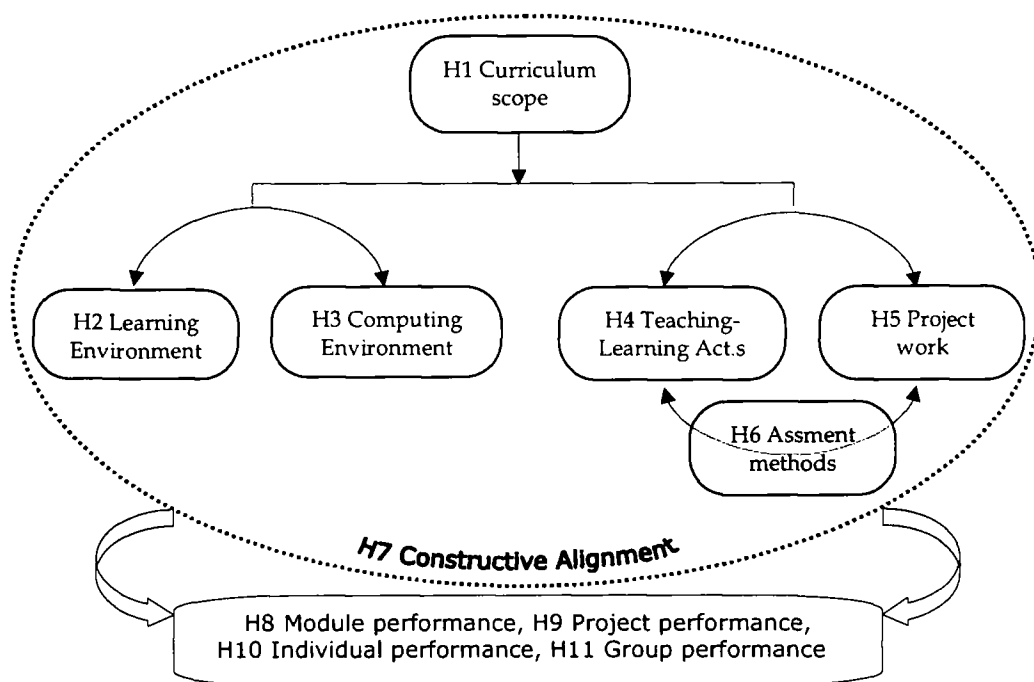 H1 Curriculum
scope
H2 Learning
Environment
H3 Computing
Environment
H4 Teaching-
Learning Act.s
H5 Project
work
H6 Assment
methods
H7 Constructive Alignment
H8 Module performance, H9 Project performance,
H10 Individual performance, H11 Group performance